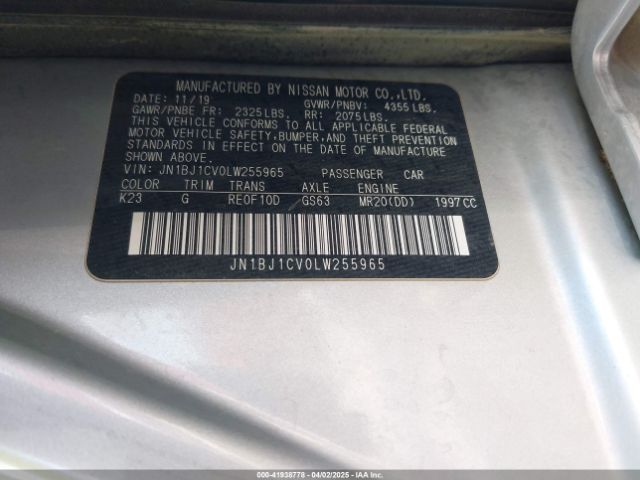 MANUFACTURED BY NISSAN MOTOR CO.,LTD.
DATE: 11/19 GVWR/PNBV: 4355 LBS.
GAWR/PNBE FR: 2325 LBS. RR: 2075 LBS.
THIS VEHICLE CONFORMS TO ALL APPLICABLE FEDERAL
MOTOR VEHICLE SAFETY, BUMPER, AND THEFT PREVENTION
STANDARDS IN EFFECT ON THE DATE OF MANUFACTURE
SHOWN ABOVE.
VIN: JN1BJ1CV0LW255965 PASSENGER CAR
COLOR TRIM TRANS AXLE ENGINE
K23 G RE0F10D GS63 MR20(DD) 1997CC
JN1BJ1CV0LW255965
000-41938778 - 04/02/2025 - IAAI.COM